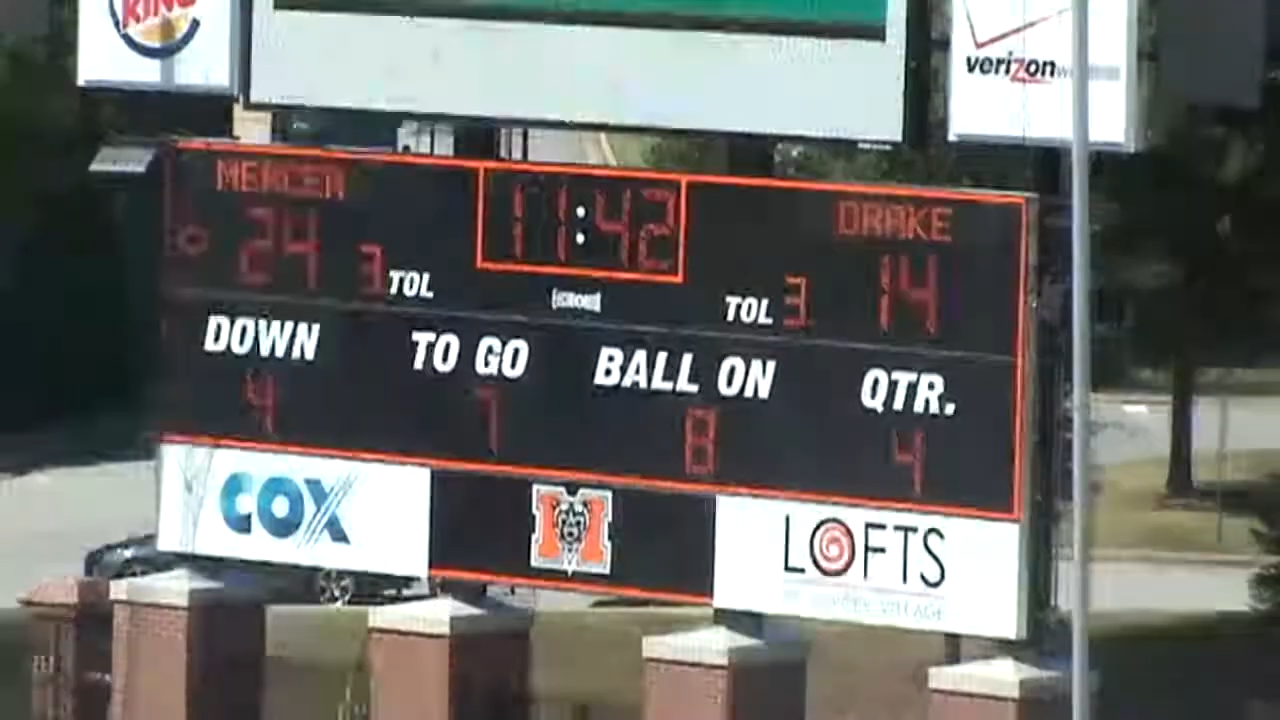 KING
verizon
MERCER
11:42
DRAKE
24
3 TOL
TOL 3
14
DOWN
TO GO
BALL ON
QTR.
4
7
8
4
COX
M
LOFTS